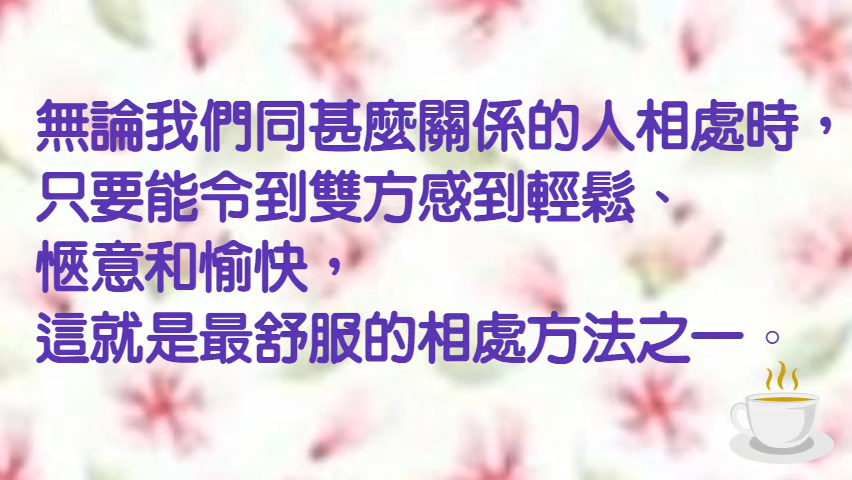 無論我們同甚麼關係的人相處時，
只要能令到雙方感到輕鬆、
愜意和愉快，
這就是最舒服的相處方法之一。